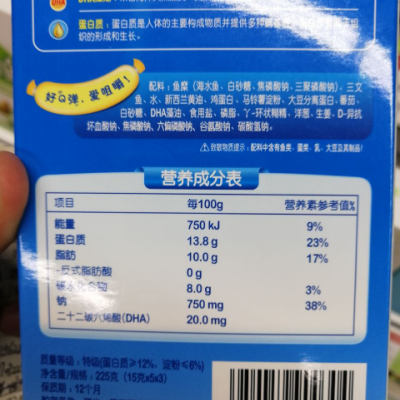 DHA
蛋白质:蛋白质是人体的主要构成物质并提供多种
组织的形成和生长。
好Q弹,爱咀嚼!
配料:鱼糜(海水鱼、
白砂糖、焦磷酸钠、三聚磷酸钠)、三文
鱼、水、新西兰黄油、鸡蛋白、马铃薯淀粉、大豆分离蛋白、番茄、
白砂糖、DHA藻油、食用盐、磷脂、γ-环状糊精、洋葱、生姜、D-异抗
坏血酸钠、焦磷酸钠、六偏磷酸钠、谷氨酸钠、碳酸氢钠。
致敏物质提示:配料中含有鱼类、蛋类、乳、大豆及其制品!
营养成分表
项目 每100g 营养素参考值%
能量 750 kJ 9%
蛋白质 13.8 g 23%
脂肪 10.0 g 17%
-反式脂肪酸 0 g
碳水化合物 8.0 g 3%
钠 750 mg 38%
二十二碳六烯酸(DHA) 20.0 mg
质量等级:特级(蛋白质≥12%,淀粉≤6%)
净含量/规格:225克(15克x5x3)
保质期:12个月